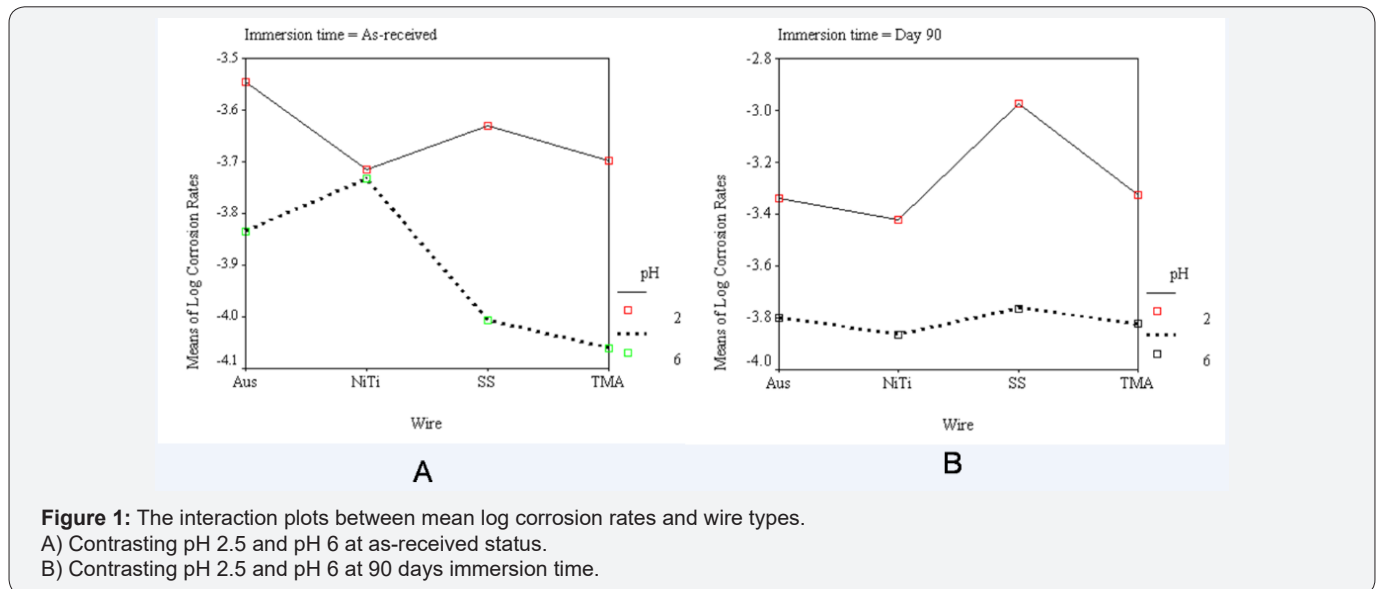 Immersion time = As-received
-3.5
-3.6
-3.7
-3.8
-3.9
-4.0
-4.1
Means of Log Corrosion Rates
Aus NiTi SS TMA
Wire
pH
2
6
A
Immersion time = Day 90
-2.8
-3.0
-3.2
-3.4
-3.6
-3.8
-4.0
Means of Log Corrosion Rates
Aus NiTi SS TMA
Wire
pH
2
6
B
Figure 1: The interaction plots between mean log corrosion rates and wire types.
A) Contrasting pH 2.5 and pH 6 at as-received status.
B) Contrasting pH 2.5 and pH 6 at 90 days immersion time.